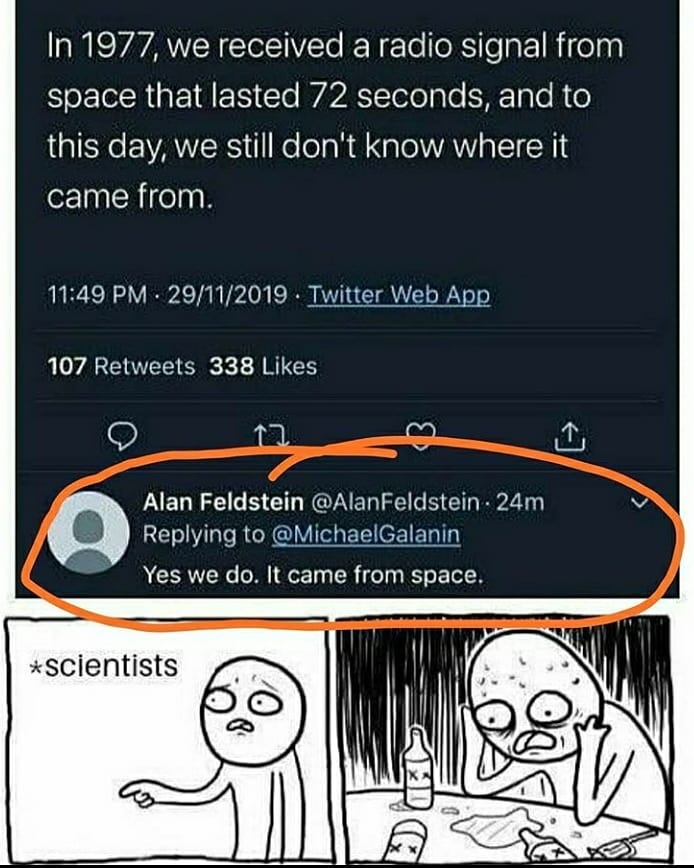 In 1977, we received a radio signal from
space that lasted 72 seconds, and to
this day, we still don't know where it
came from.
11:49 PM · 29/11/2019 · Twitter Web App
107 Retweets 338 Likes
Alan Feldstein @AlanFeldstein · 24m
Replying to @MichaelGalanin
Yes we do. It came from space.
*scientists
x x
x x
x x